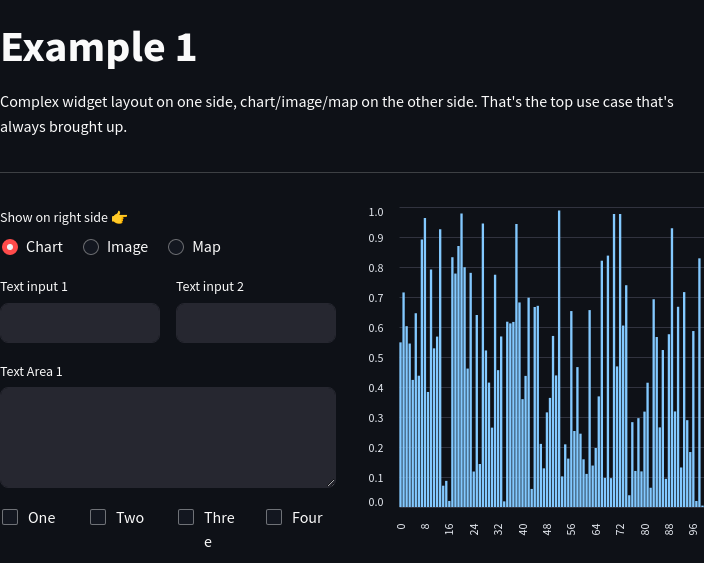 Example 1
Complex widget layout on one side, chart/image/map on the other side. That's the top use case that's
always brought up.
Show on right side 👉
Chart Image Map
Text input 1 Text input 2
Text Area 1
One Two Thre Four
e
1.0
0.9
0.8
0.7
0.6
0.5
0.4
0.3
0.2
0.1
0.0
0 8 16 24 32 40 48 56 64 72 80 88 96